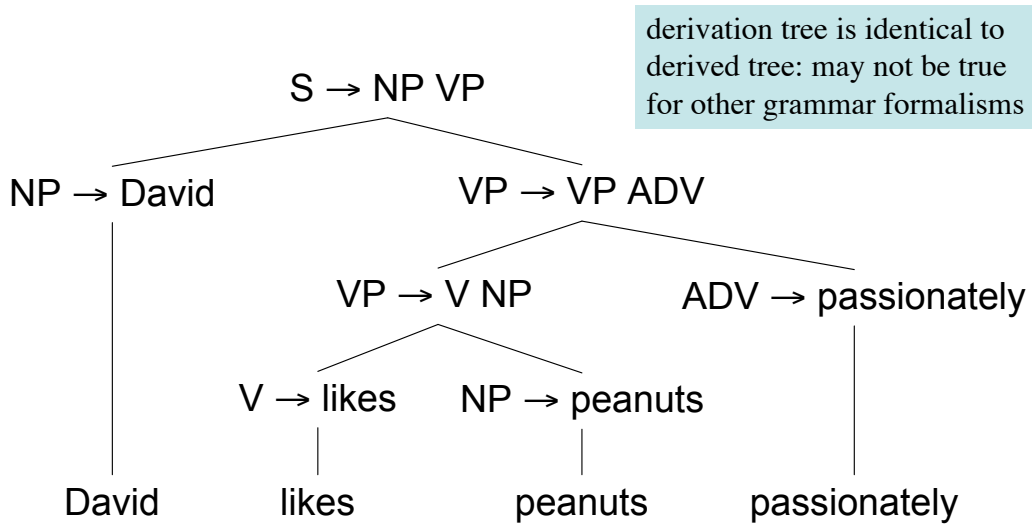 derivation tree is identical to
derived tree: may not be true
for other grammar formalisms
S → NP VP
NP → David
VP → VP ADV
VP → V NP
ADV → passionately
V → likes
NP → peanuts
David
likes
peanuts
passionately